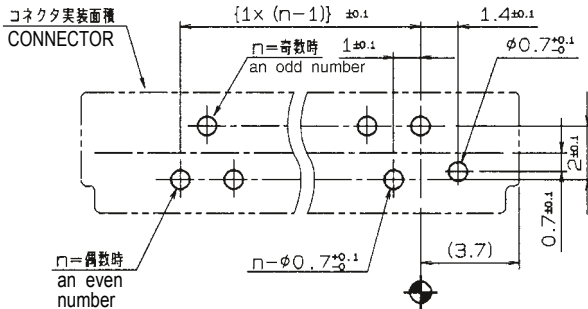 コネクタ実装面積
CONNECTOR
{1×(n-1)} ±0.1
1.4±0.1
n=奇数時
an odd number
1±0.1
φ0.7+0.1-0
2±0.1
0.7±0.1
n=偶数時
an even
number
n-φ0.7+0.1-0
(3.7)